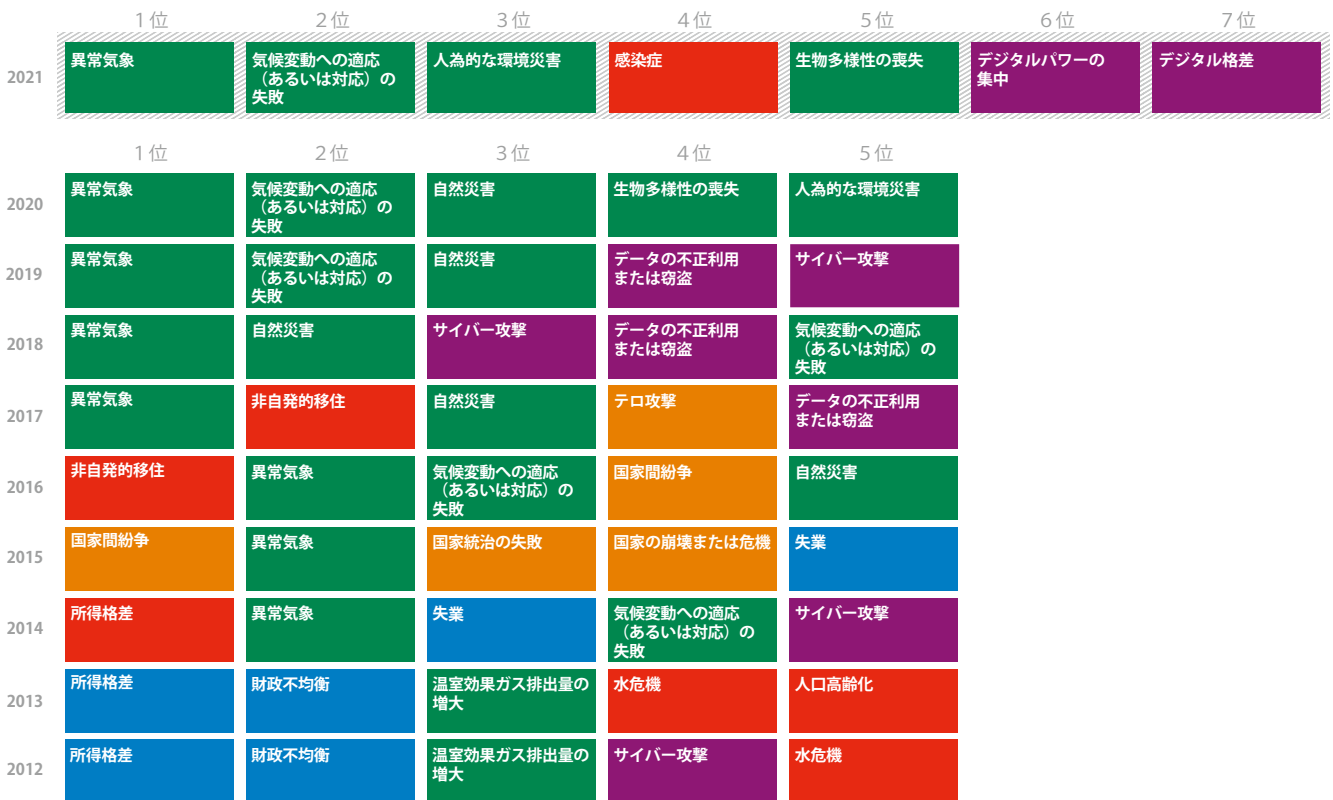 1位 2位 3位 4位 5位 6位 7位
2021
異常気象
気候変動への適応
（あるいは対応）の
失敗
人為的な環境災害
感染症
生物多様性の喪失
デジタルパワーの
集中
デジタル格差
1位 2位 3位 4位 5位
2020
異常気象
気候変動への適応
（あるいは対応）の
失敗
自然災害
生物多様性の喪失
人為的な環境災害
2019
異常気象
気候変動への適応
（あるいは対応）の
失敗
自然災害
データの不正利用
または窃盗
サイバー攻撃
2018
異常気象
自然災害
サイバー攻撃
データの不正利用
または窃盗
気候変動への適応
（あるいは対応）の
失敗
2017
異常気象
非自発的移住
自然災害
テロ攻撃
データの不正利用
または窃盗
2016
非自発的移住
異常気象
気候変動への適応
（あるいは対応）の
失敗
国家間紛争
自然災害
2015
国家間紛争
異常気象
国家統治の失敗
国家の崩壊または危機
失業
2014
所得格差
異常気象
失業
気候変動への適応
（あるいは対応）の
失敗
サイバー攻撃
2013
所得格差
財政不均衡
温室効果ガス排出量の
増大
水危機
人口高齢化
2012
所得格差
財政不均衡
温室効果ガス排出量の
増大
サイバー攻撃
水危機